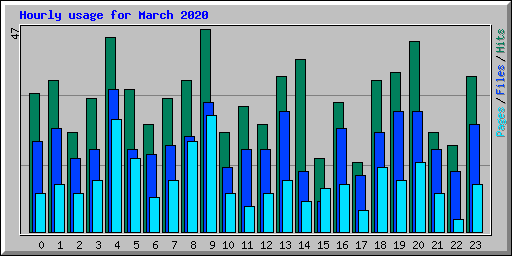 Hourly usage for March 2020
47
Pages/Files/Hits
0 1 2 3 4 5 6 7 8 9 10 11 12 13 14 15 16 17 18 19 20 21 22 23